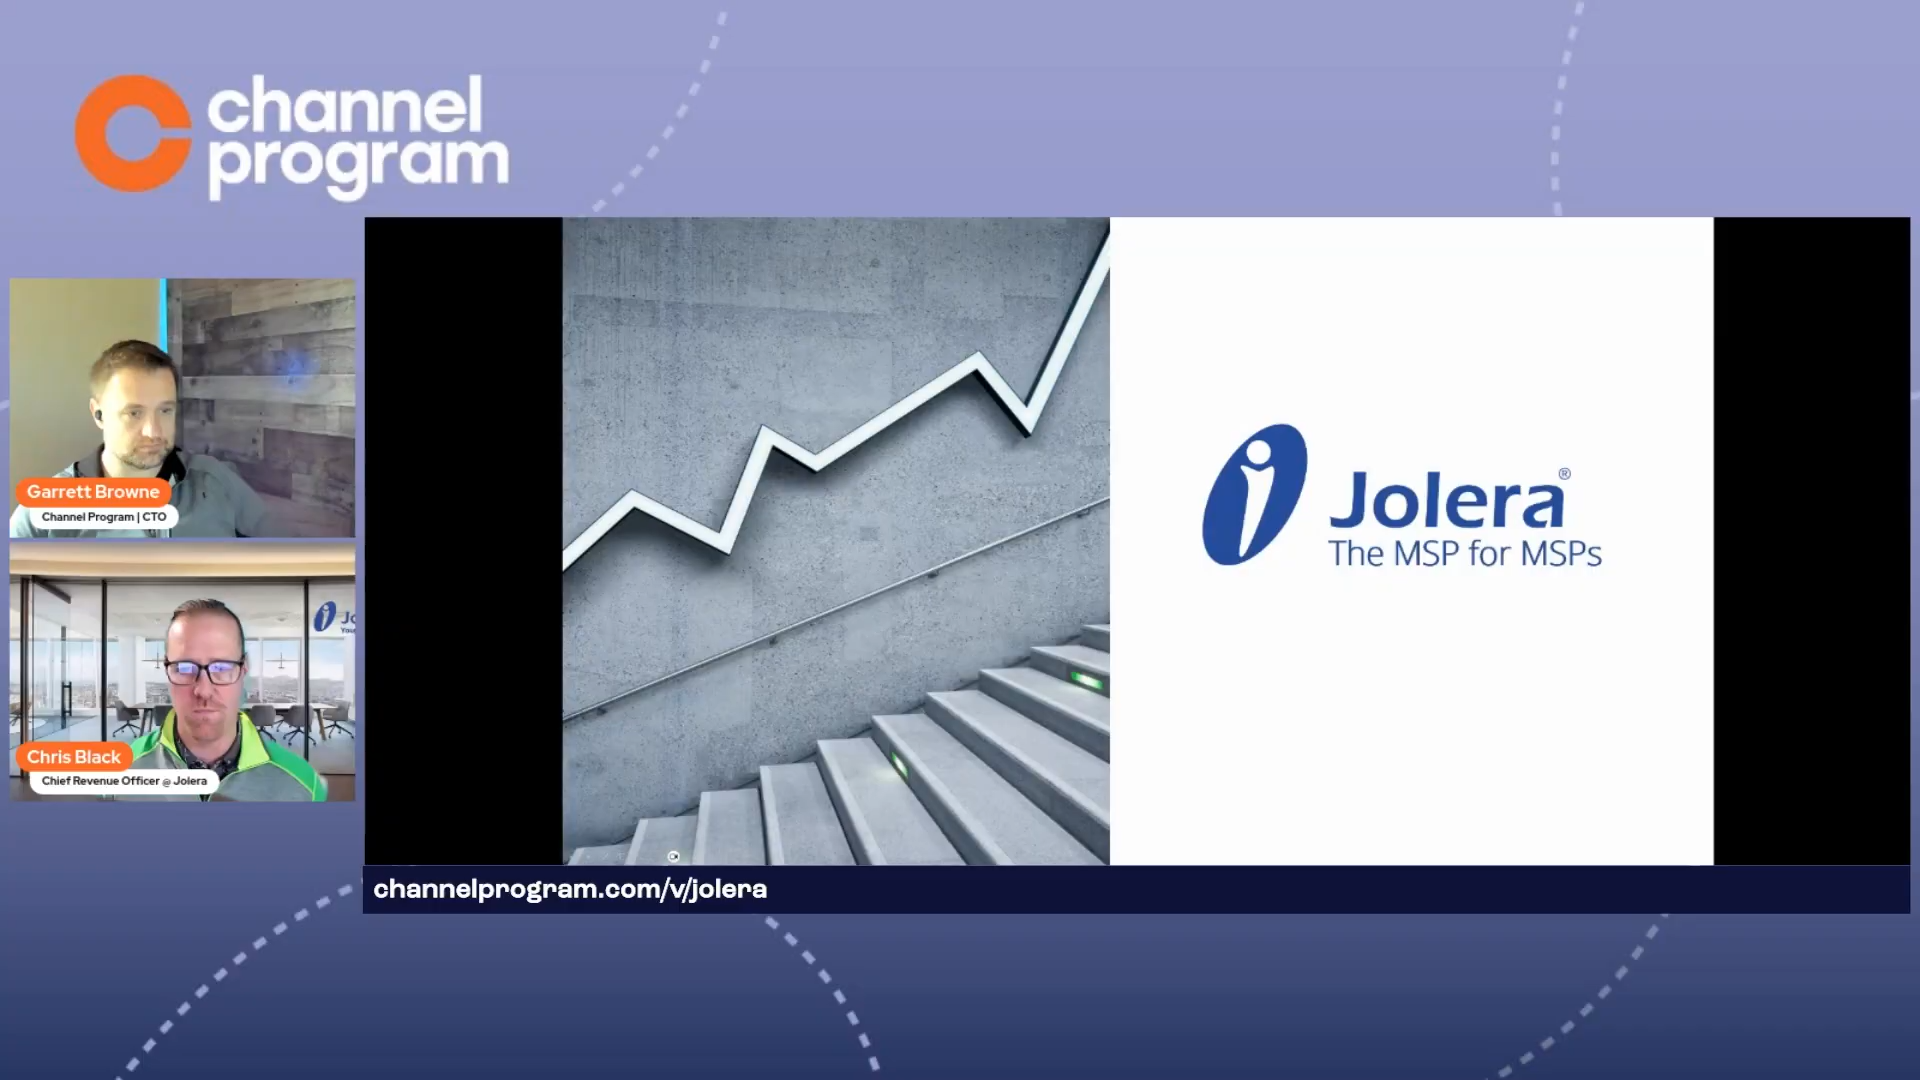 channel
program
Garrett Browne
Channel Program | CTO
Jolera®
The MSP for MSPs
Chris Black
Chief Revenue Officer @ Jolera
channelprogram.com/v/jolera